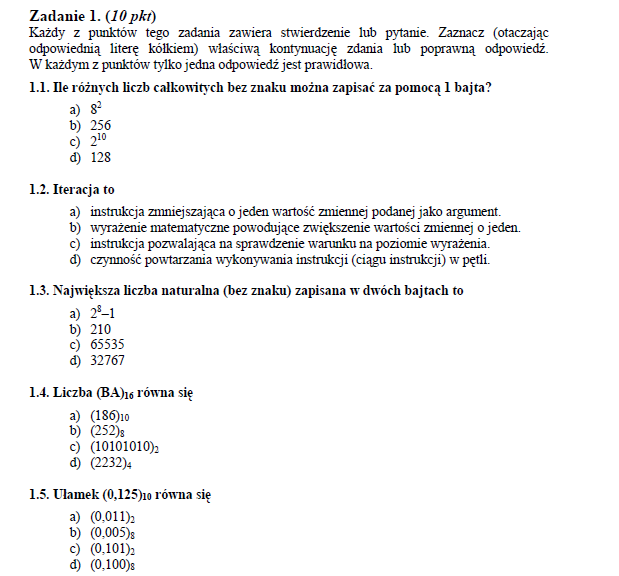 Zadanie 1. (10 pkt)
Każdy z punktów tego zadania zawiera stwierdzenie lub pytanie. Zaznacz (otaczając
odpowiednią literę kółkiem) właściwą kontynuację zdania lub poprawną odpowiedź.
W każdym z punktów tylko jedna odpowiedź jest prawidłowa.
1.1. Ile różnych liczb całkowitych bez znaku można zapisać za pomocą 1 bajta?
a) 8²
b) 256
c) 2¹⁰
d) 128
1.2. Iteracja to
a) instrukcja zmniejszająca o jeden wartość zmiennej podanej jako argument.
b) wyrażenie matematyczne powodujące zwiększenie wartości zmiennej o jeden.
c) instrukcja pozwalająca na sprawdzenie warunku na poziomie wyrażenia.
d) czynność powtarzania wykonywania instrukcji (ciągu instrukcji) w pętli.
1.3. Największa liczba naturalna (bez znaku) zapisana w dwóch bajtach to
a) 2⁸–1
b) 210
c) 65535
d) 32767
1.4. Liczba (BA)₁₆ równa się
a) (186)₁₀
b) (252)₈
c) (10101010)₂
d) (2232)₄
1.5. Ułamek (0,125)₁₀ równa się
a) (0,011)₂
b) (0,005)₈
c) (0,101)₂
d) (0,100)₈